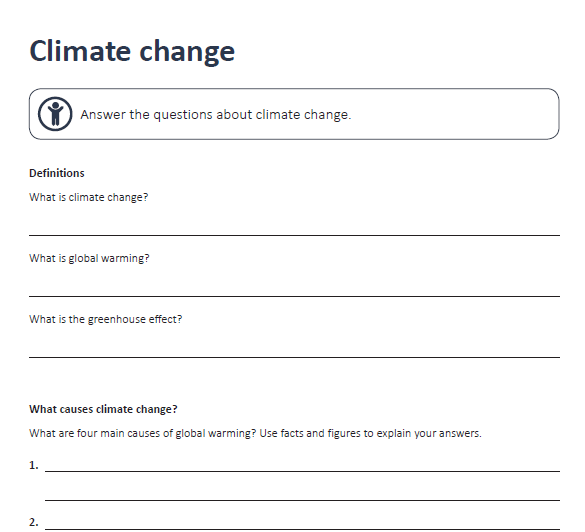 Climate change
Answer the questions about climate change.
Definitions
What is climate change?
What is global warming?
What is the greenhouse effect?
What causes climate change?
What are four main causes of global warming? Use facts and figures to explain your answers.
1.
2.